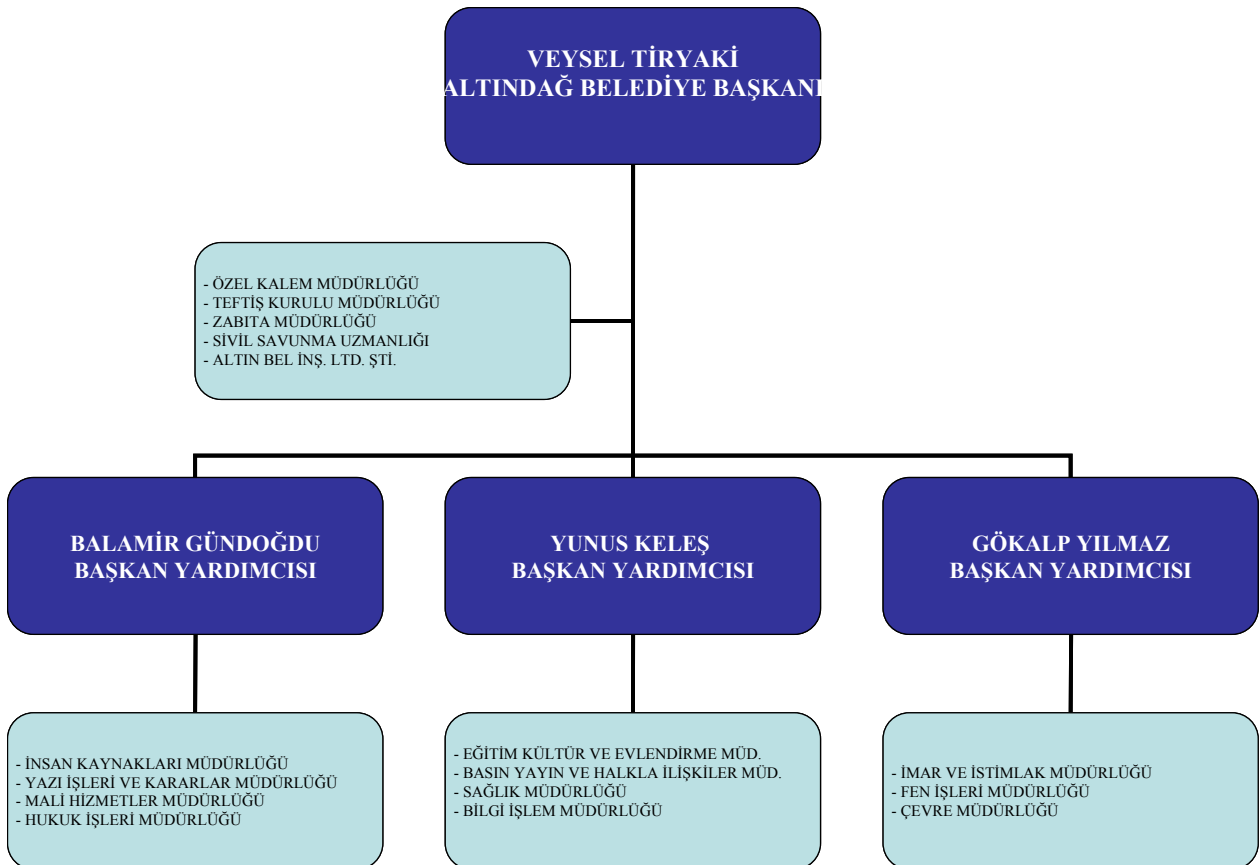 VEYSEL TİRYAKİ
ALTINDAĞ BELEDİYE BAŞKANI
- ÖZEL KALEM MÜDÜRLÜĞÜ
- TEFTİŞ KURULU MÜDÜRLÜĞÜ
- ZABITA MÜDÜRLÜĞÜ
- SİVİL SAVUNMA UZMANLIĞI
- ALTIN BEL İNŞ. LTD. ŞTİ.
BALAMİR GÜNDOĞDU
BAŞKAN YARDIMCISI
YUNUS KELEŞ
BAŞKAN YARDIMCISI
GÖKALP YILMAZ
BAŞKAN YARDIMCISI
- İNSAN KAYNAKLARI MÜDÜRLÜĞÜ
- YAZI İŞLERİ VE KARARLAR MÜDÜRLÜĞÜ
- MALİ HİZMETLER MÜDÜRLÜĞÜ
- HUKUK İŞLERİ MÜDÜRLÜĞÜ
- EĞİTİM KÜLTÜR VE EVLENDİRME MÜD.
- BASIN YAYIN VE HALKLA İLİŞKİLER MÜD.
- SAĞLIK MÜDÜRLÜĞÜ
- BİLGİ İŞLEM MÜDÜRLÜĞÜ
- İMAR VE İSTİMLAK MÜDÜRLÜĞÜ
- FEN İŞLERİ MÜDÜRLÜĞÜ
- ÇEVRE MÜDÜRLÜĞÜ